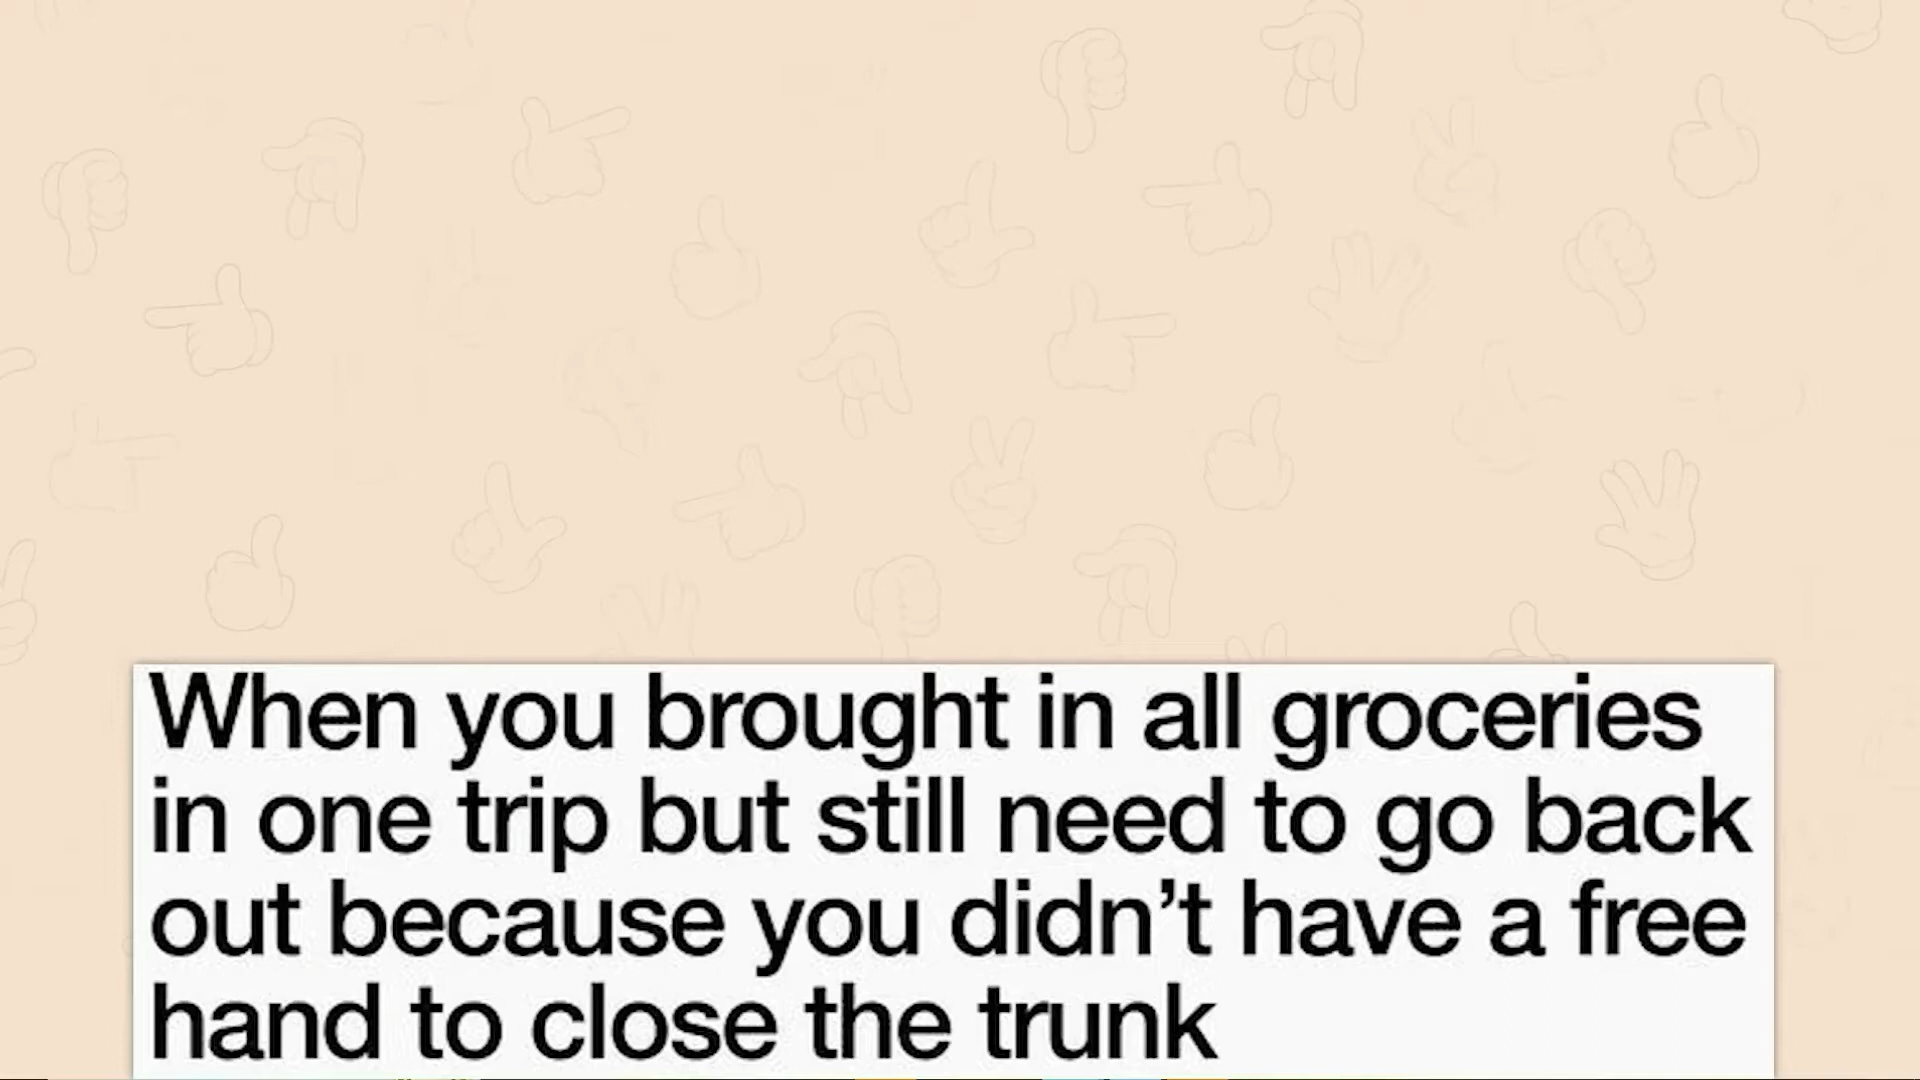 When you brought in all groceries
in one trip but still need to go back
out because you didn’t have a free
hand to close the trunk